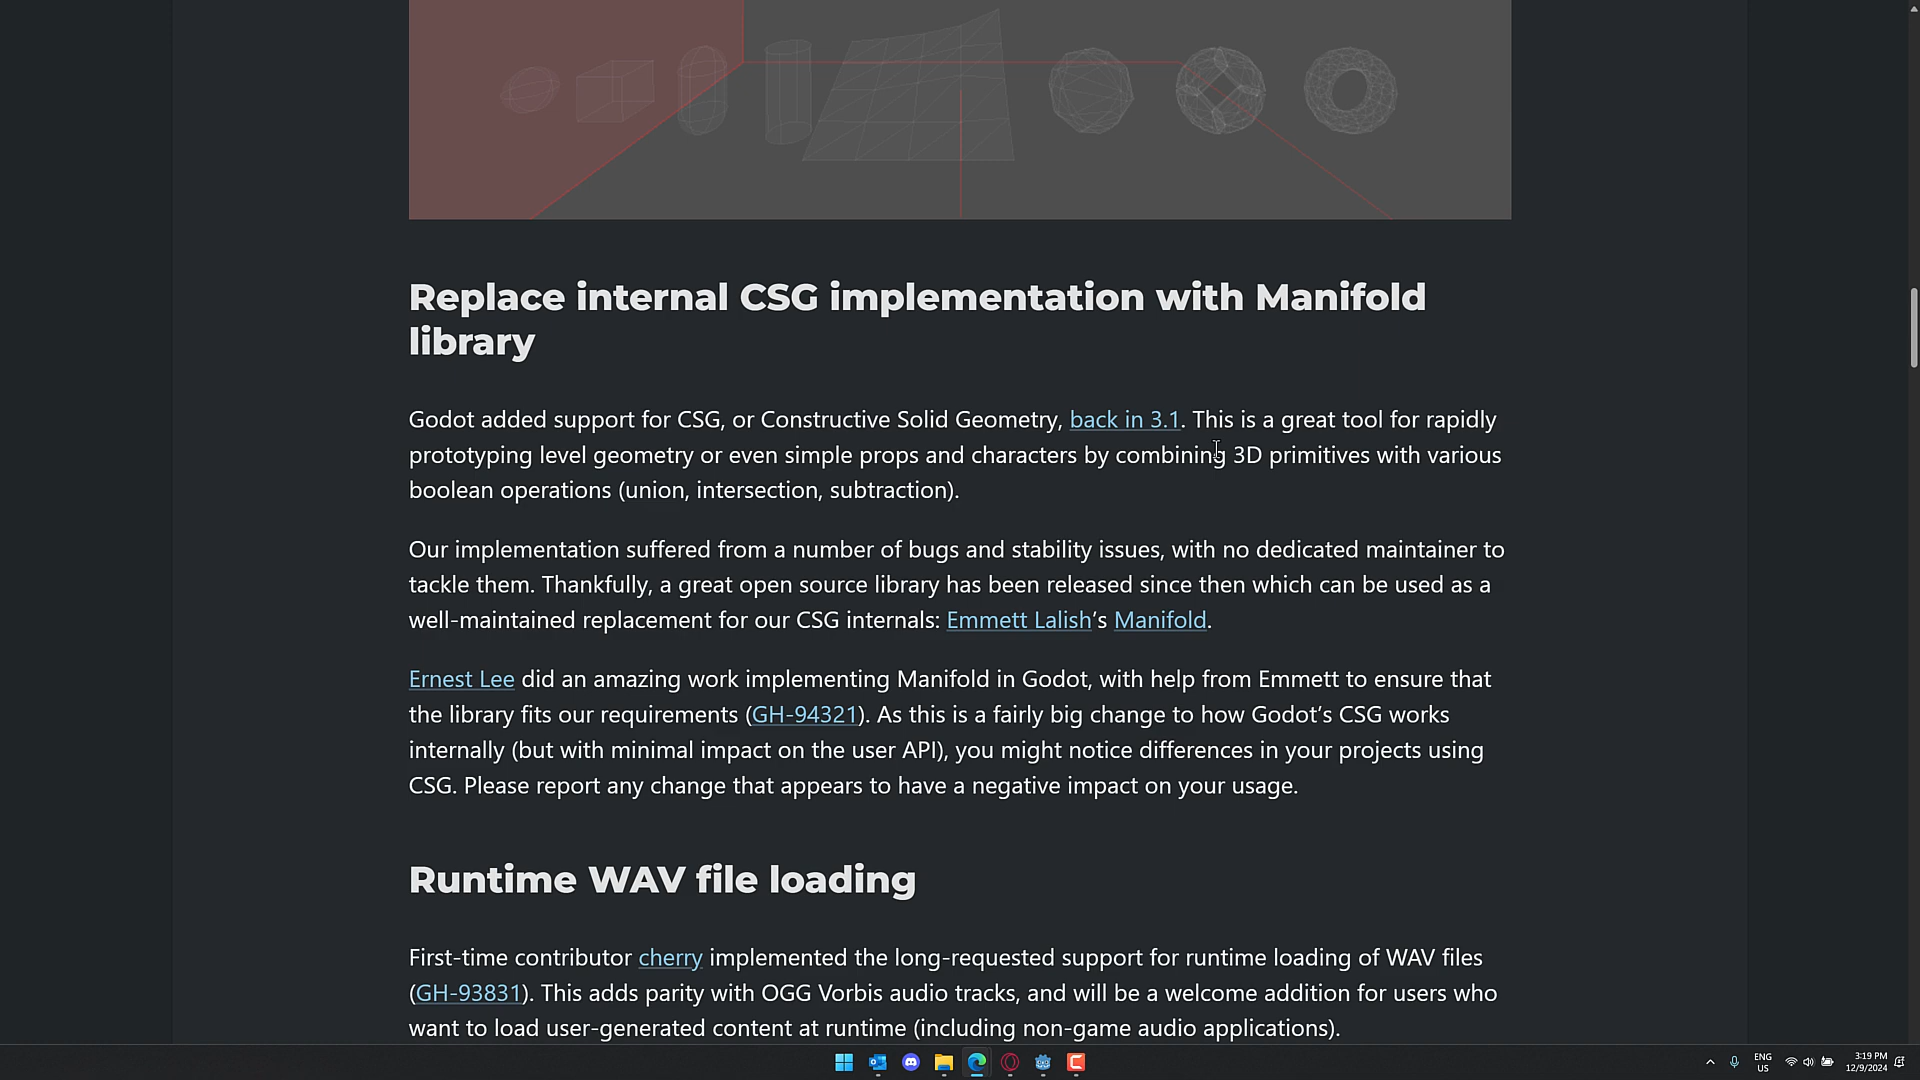 Replace internal CSG implementation with Manifold
library
Godot added support for CSG, or Constructive Solid Geometry, back in 3.1. This is a great tool for rapidly
prototyping level geometry or even simple props and characters by combining 3D primitives with various
boolean operations (union, intersection, subtraction).
Our implementation suffered from a number of bugs and stability issues, with no dedicated maintainer to
tackle them. Thankfully, a great open source library has been released since then which can be used as a
well-maintained replacement for our CSG internals: Emmett Lalish’s Manifold.
Ernest Lee did an amazing work implementing Manifold in Godot, with help from Emmett to ensure that
the library fits our requirements (GH-94321). As this is a fairly big change to how Godot’s CSG works
internally (but with minimal impact on the user API), you might notice differences in your projects using
CSG. Please report any change that appears to have a negative impact on your usage.
Runtime WAV file loading
First-time contributor cherry implemented the long-requested support for runtime loading of WAV files
(GH-93831). This adds parity with OGG Vorbis audio tracks, and will be a welcome addition for users who
want to load user-generated content at runtime (including non-game audio applications).
ENG
US
3:19 PM
12/9/2024